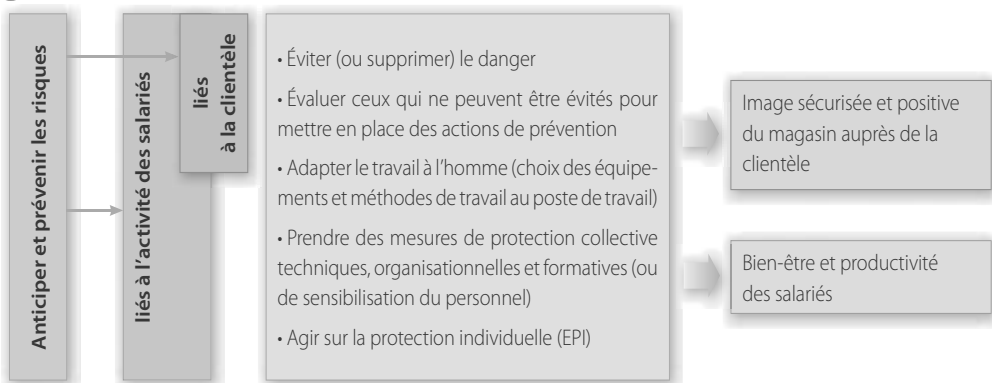 Anticiper et prévenir les risques
liés à l'activité des salariés
liés
à la clientèle
• Éviter (ou supprimer) le danger
• Évaluer ceux qui ne peuvent être évités pour
mettre en place des actions de prévention
• Adapter le travail à l'homme (choix des équipe-
ments et méthodes de travail au poste de travail)
• Prendre des mesures de protection collective
techniques, organisationnelles et formatives (ou
de sensibilisation du personnel)
• Agir sur la protection individuelle (EPI)
Image sécurisée et positive
du magasin auprès de la
clientèle
Bien-être et productivité
des salariés